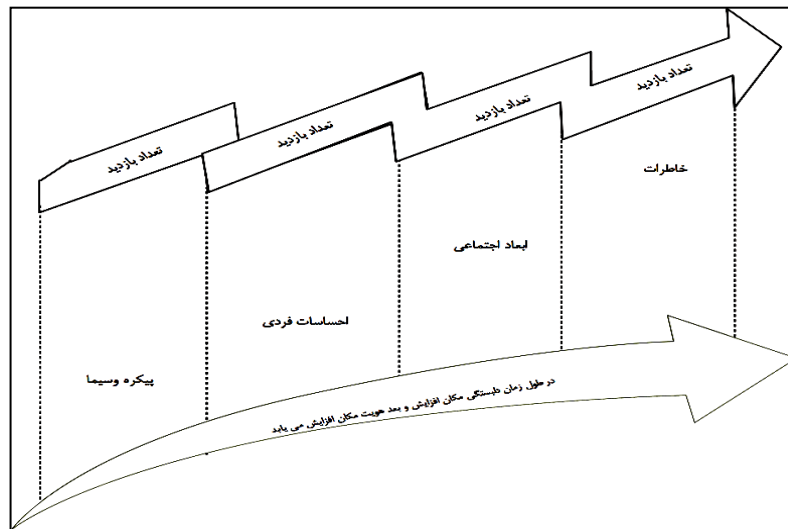 تعداد بازدید
تعداد بازدید
تعداد بازدید
تعداد بازدید
خاطرات
ابعاد اجتماعی
احساسات فردی
پیکره وسیما
در طول زمان دلبستگی مکان افزایش و بعد هویت مکان افزایش می یابد